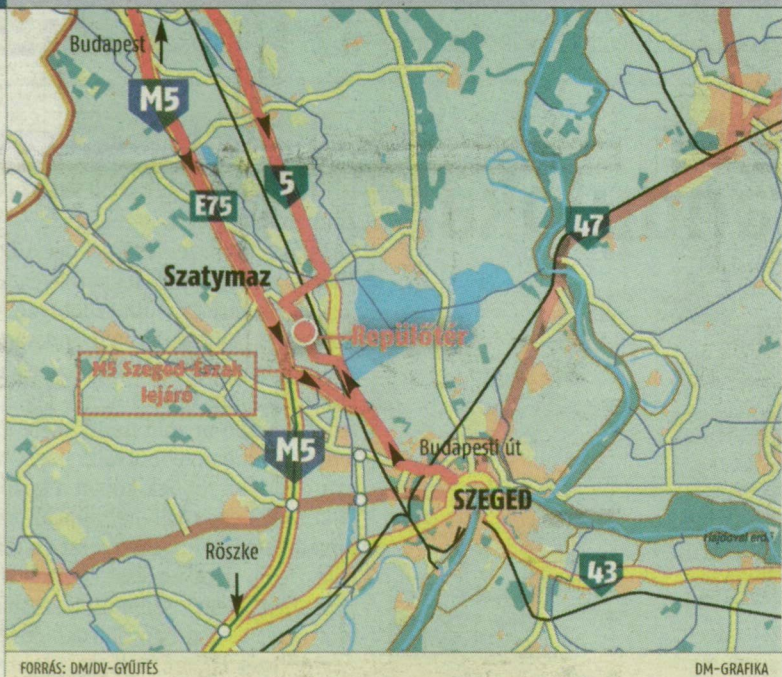 Budapest
M5
5
E75
47
Szatymaz
Repülőtér
M5 Szeged-Észak
lejáró
M5
Budapesti út
SZEGED
Röszke
43
FORRÁS: DM/DV-GYŰJTÉS
DM-GRAFIKA